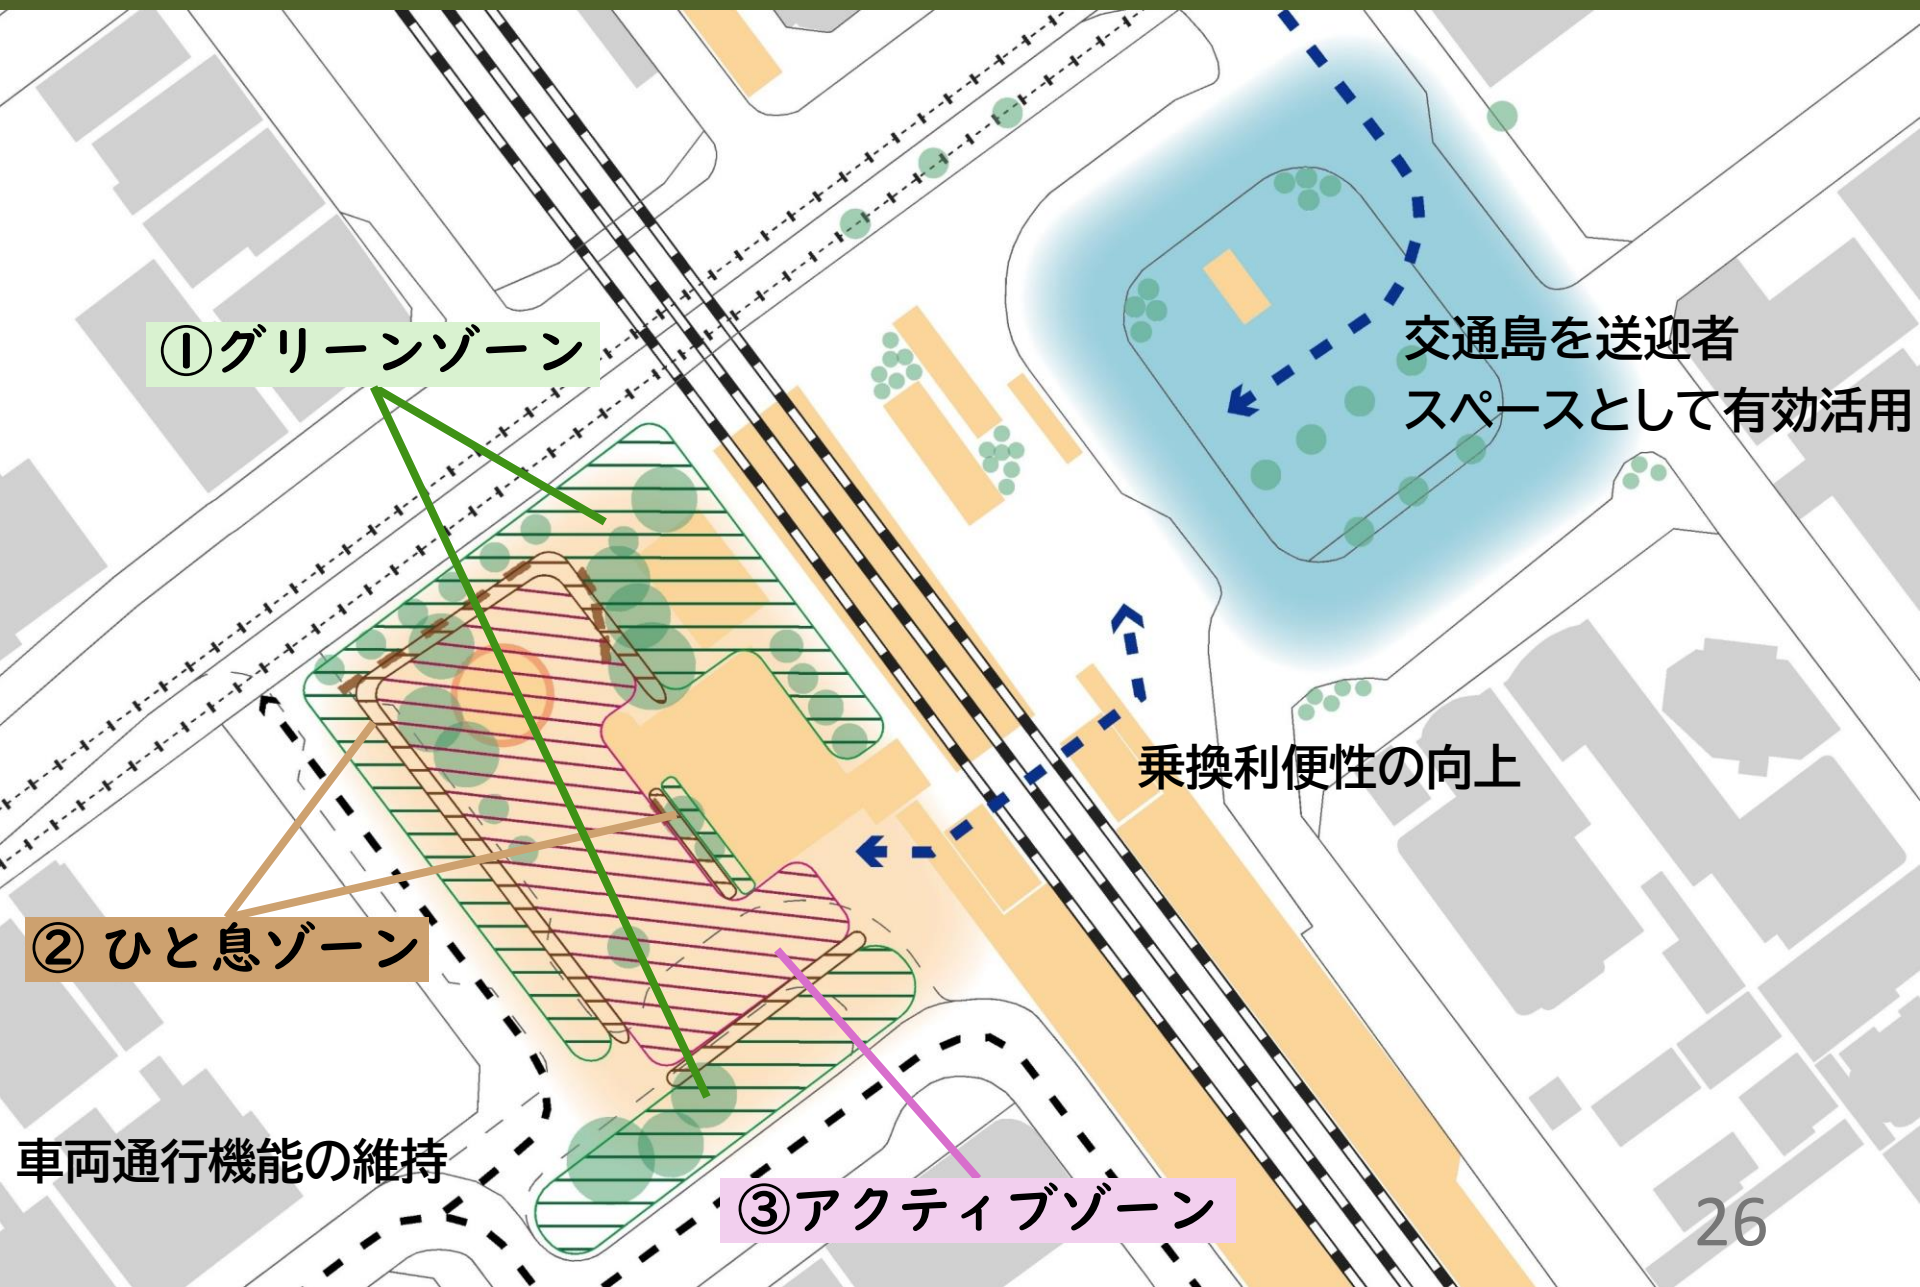 ①グリーンゾーン
交通島を送迎者
スペースとして有効活用
乗換利便性の向上
② ひと息ゾーン
車両通行機能の維持
③アクティブゾーン
26